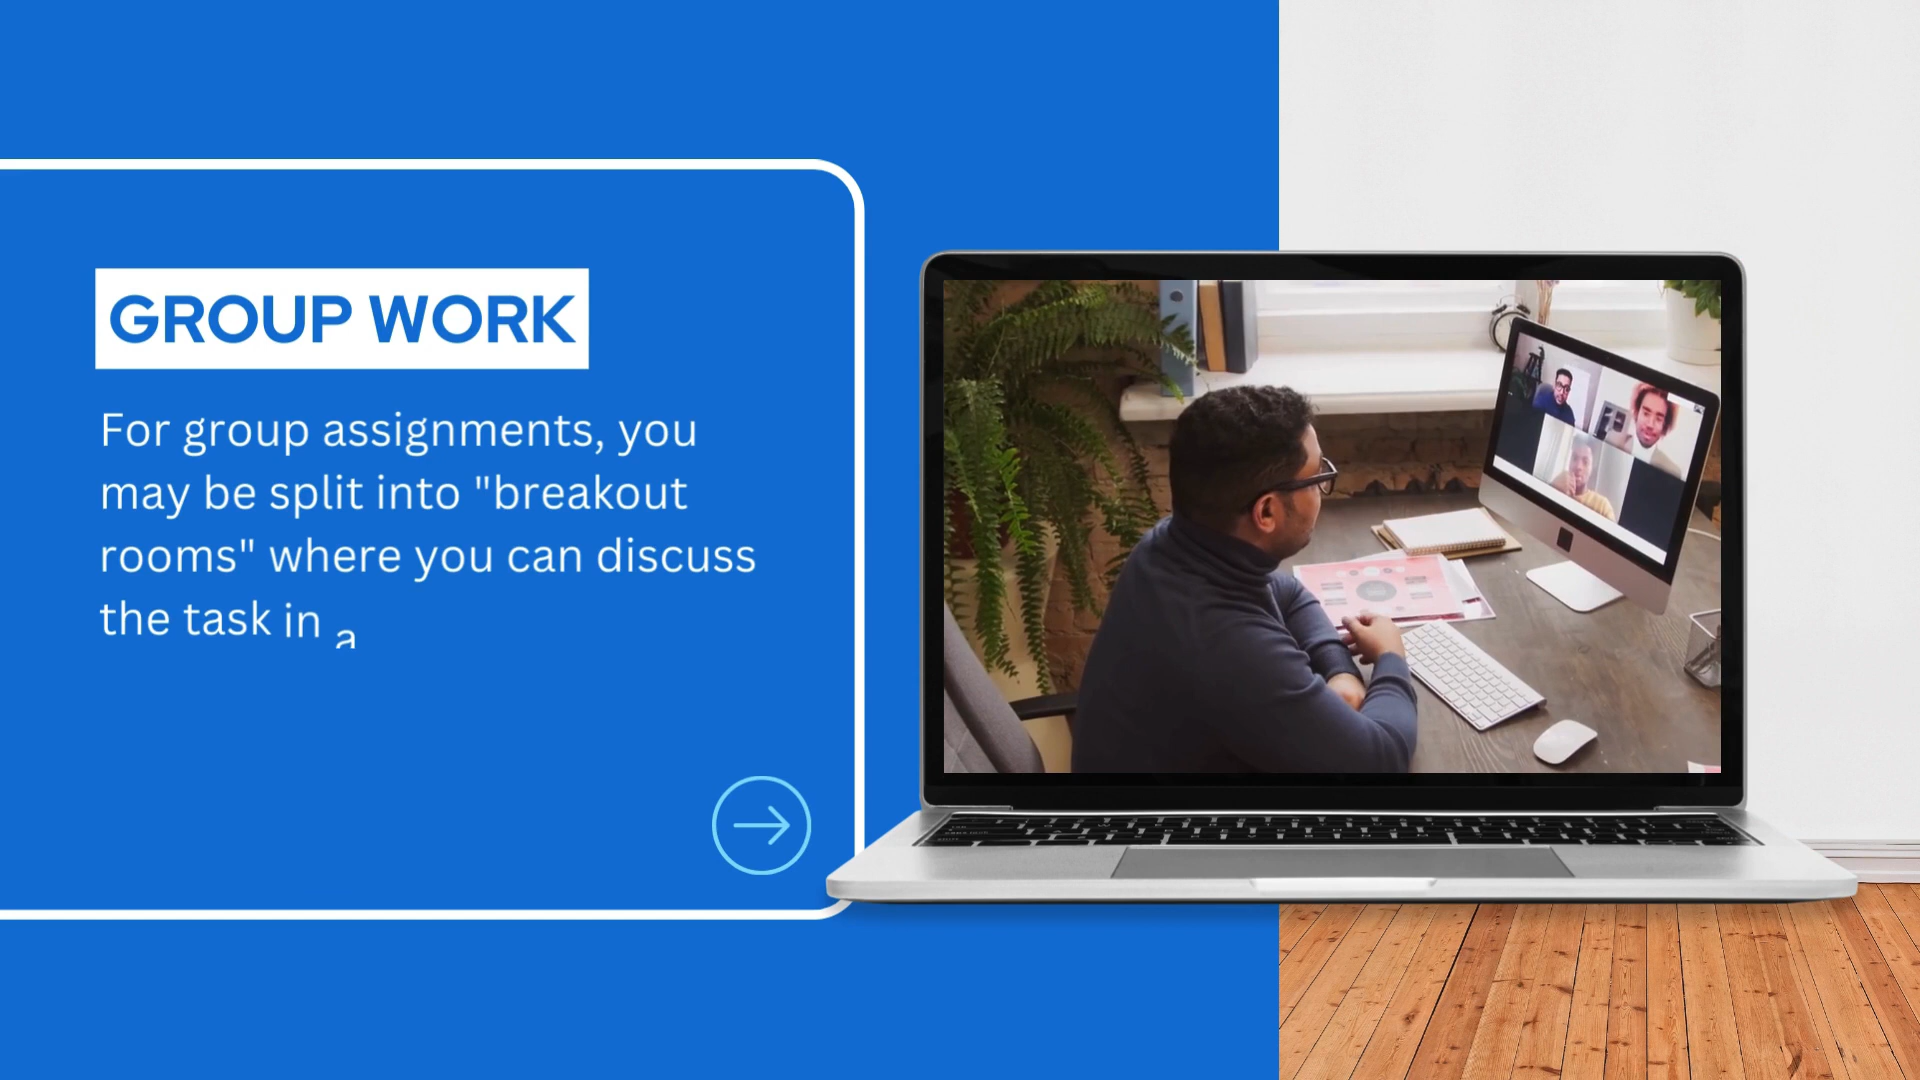 GROUP WORK
For group assignments, you
may be split into "breakout
rooms" where you can discuss
the task in a